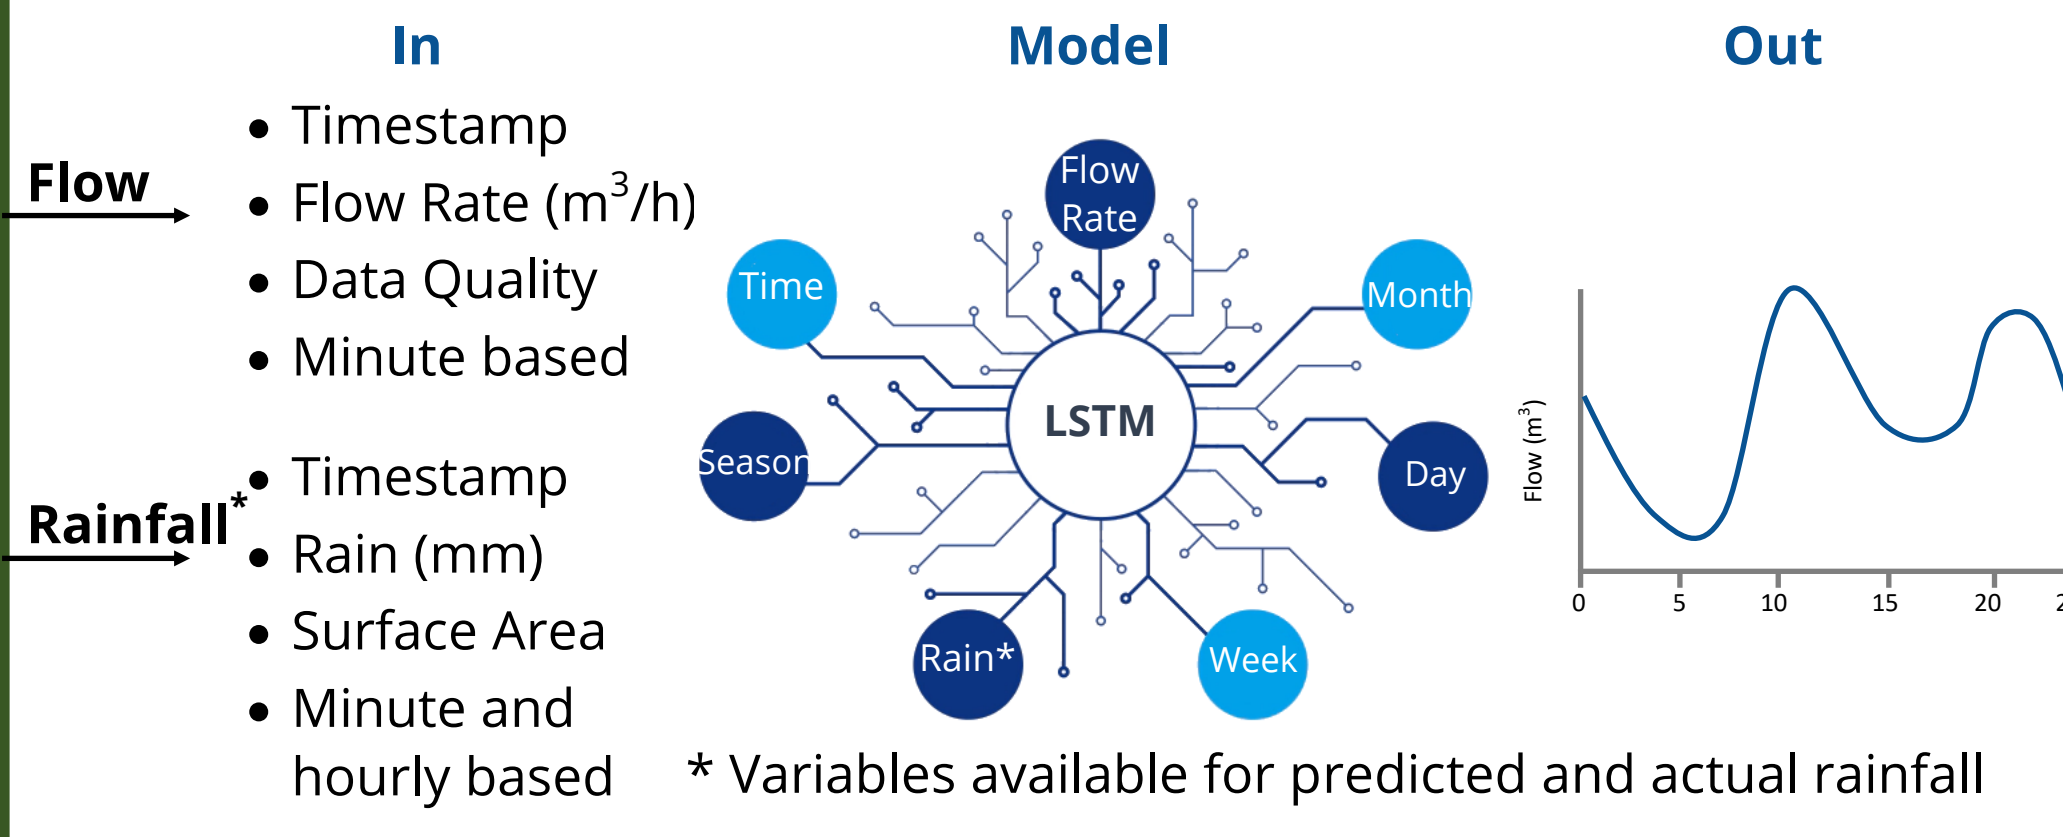 In
Model
Out
Flow
• Timestamp
• Flow Rate (m³/h)
• Data Quality
• Minute based
Rainfall*
• Timestamp
• Rain (mm)
• Surface Area
• Minute and
hourly based
Flow
Rate
Time
Month
LSTM
Season
Day
Rain*
Week
Flow (m³)
0 5 10 15 20
* Variables available for predicted and actual rainfall